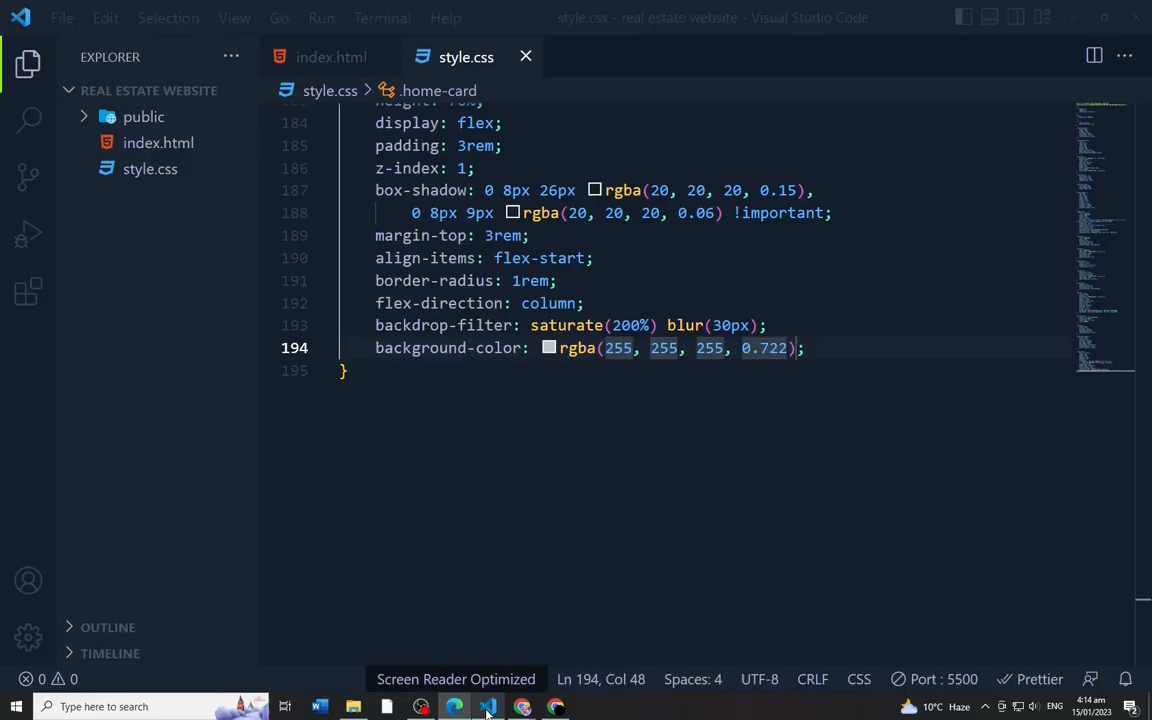 File Edit Selection View Go Run Terminal Help style.css - real estate website - Visual Studio Code
EXPLORER
index.html
style.css
REAL ESTATE WEBSITE
style.css > .home-card
public
index.html
style.css
184 display: flex;
185 padding: 3rem;
186 z-index: 1;
187 box-shadow: 0 8px 26px rgba(20, 20, 20, 0.15),
188 0 8px 9px rgba(20, 20, 20, 0.06) !important;
189 margin-top: 3rem;
190 align-items: flex-start;
191 border-radius: 1rem;
192 flex-direction: column;
193 backdrop-filter: saturate(200%) blur(30px);
194 background-color: rgba(255, 255, 255, 0.722);
195 }
OUTLINE
TIMELINE
0 0 Screen Reader Optimized Ln 194, Col 48 Spaces: 4 UTF-8 CRLF CSS Port : 5500 Prettier
Type here to search
10°C Haze
ENG
4:14 am
15/01/2023
2